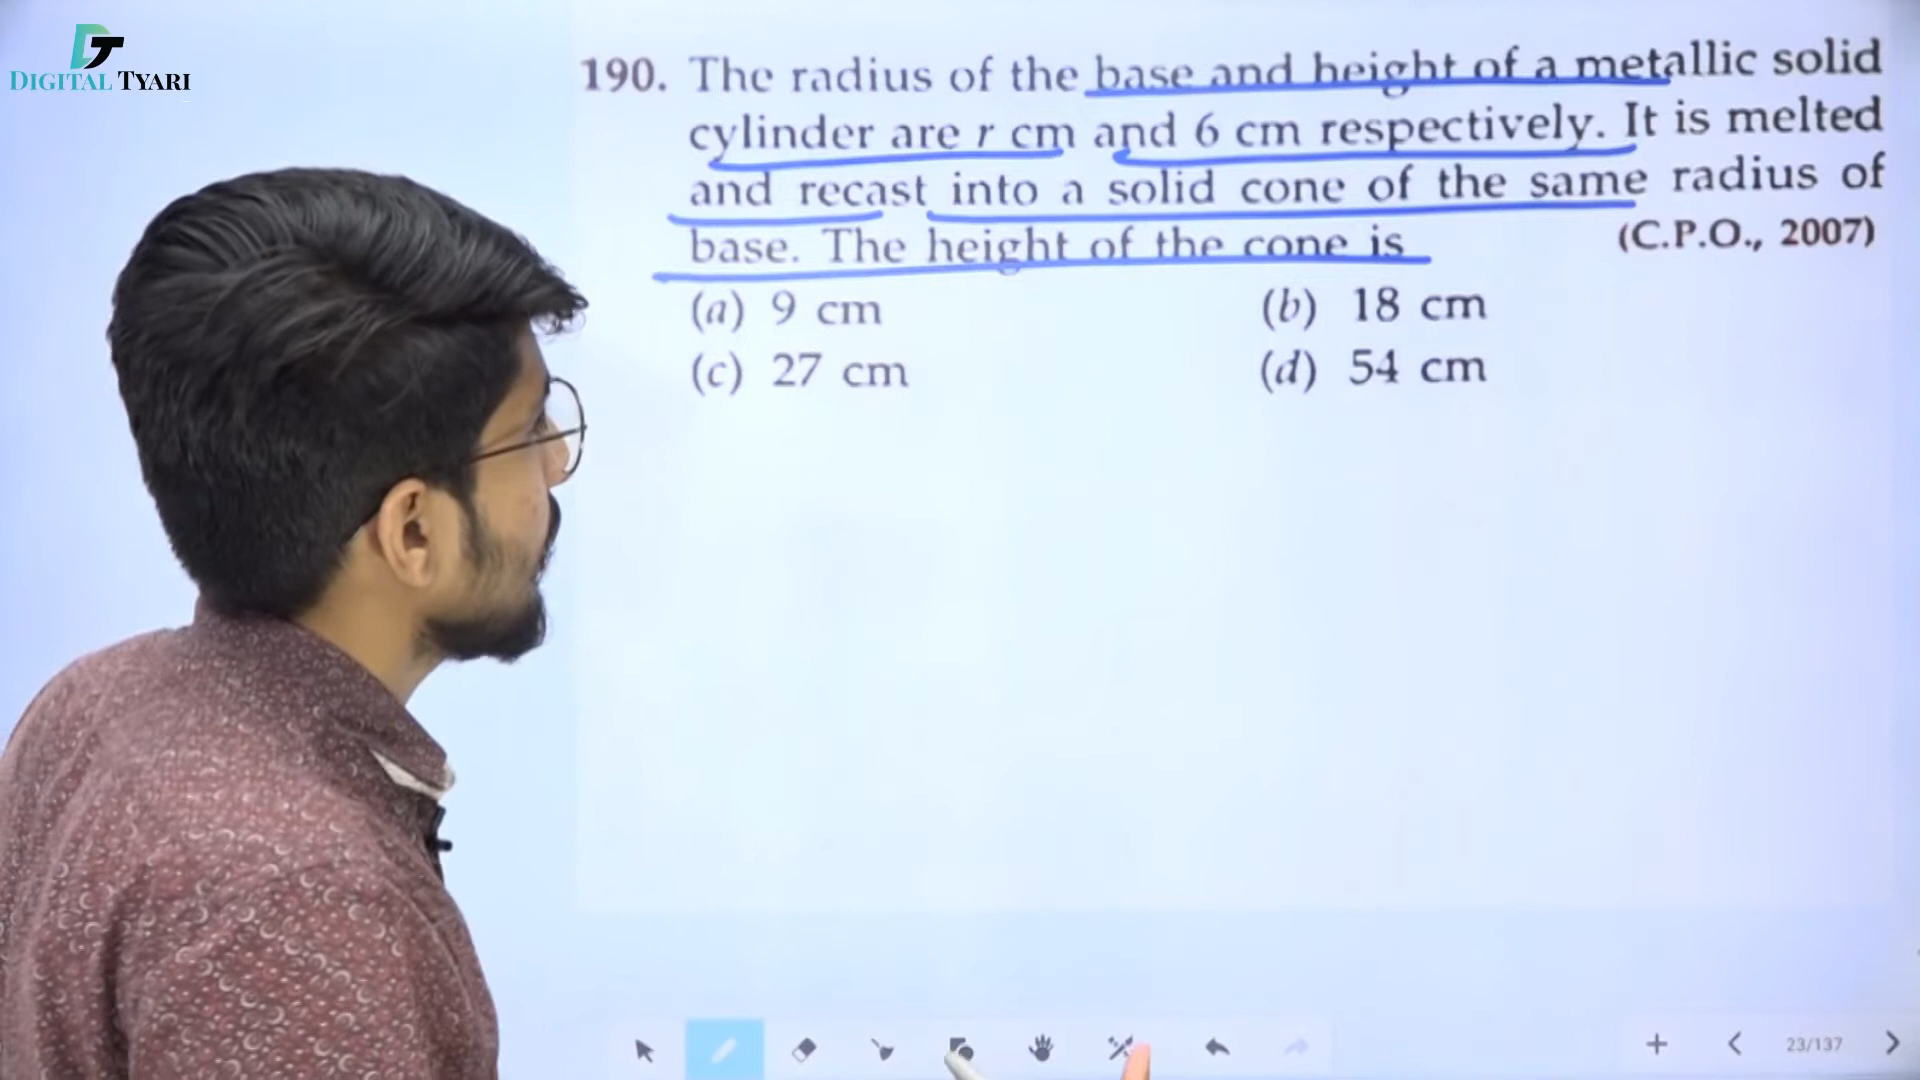 DIGITAL TYARI
190. The radius of the base and height of a metallic solid
cylinder are r cm and 6 cm respectively. It is melted
and recast into a solid cone of the same radius of
base. The height of the cone is
(C.P.O., 2007)
(a) 9 cm (b) 18 cm
(c) 27 cm (d) 54 cm
23/137